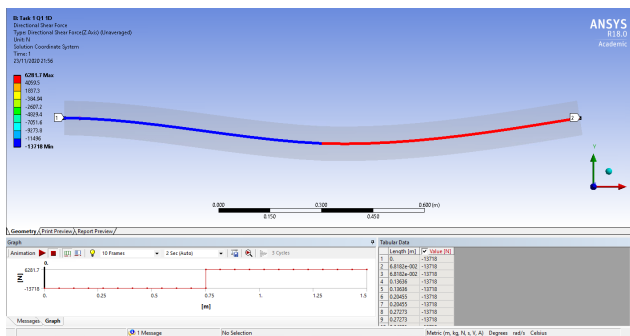 B: Task 1 Q1 1D
Directional Shear Force
Type: Directional Shear Force(Z Axis) (Unaveraged)
Unit: N
Solution Coordinate System
Time: 1
23/11/2020 21:56
6281.7 Max
4059.5
1837.3
-384.94
-2607.2
-4829.4
-7051.6
-9273.8
-11496
-13718 Min
ANSYS
R18.0
Academic
1
2
Y
0.000
0.300
0.600 (m)
0.150
0.450
Geometry Print Preview Report Preview
Graph
Animation
10 Frames
2 Sec (Auto)
3 Cycles
0.
6281.7
[N]
-13718
0.
0.25
0.5
0.75
1.
1.25
1.5
[m]
Messages Graph
Tabular Data
Length [m] Value [N]
1 0. -13718
2 6.8182e-002 -13718
3 6.8182e-002 -13718
4 0.13636 -13718
5 0.13636 -13718
6 0.20455 -13718
7 0.20455 -13718
8 0.27273 -13718
9 0.27273 -13718
1 Message
No Selection
Metric (m, kg, N, s, V, A) Degrees rad/s Celsius